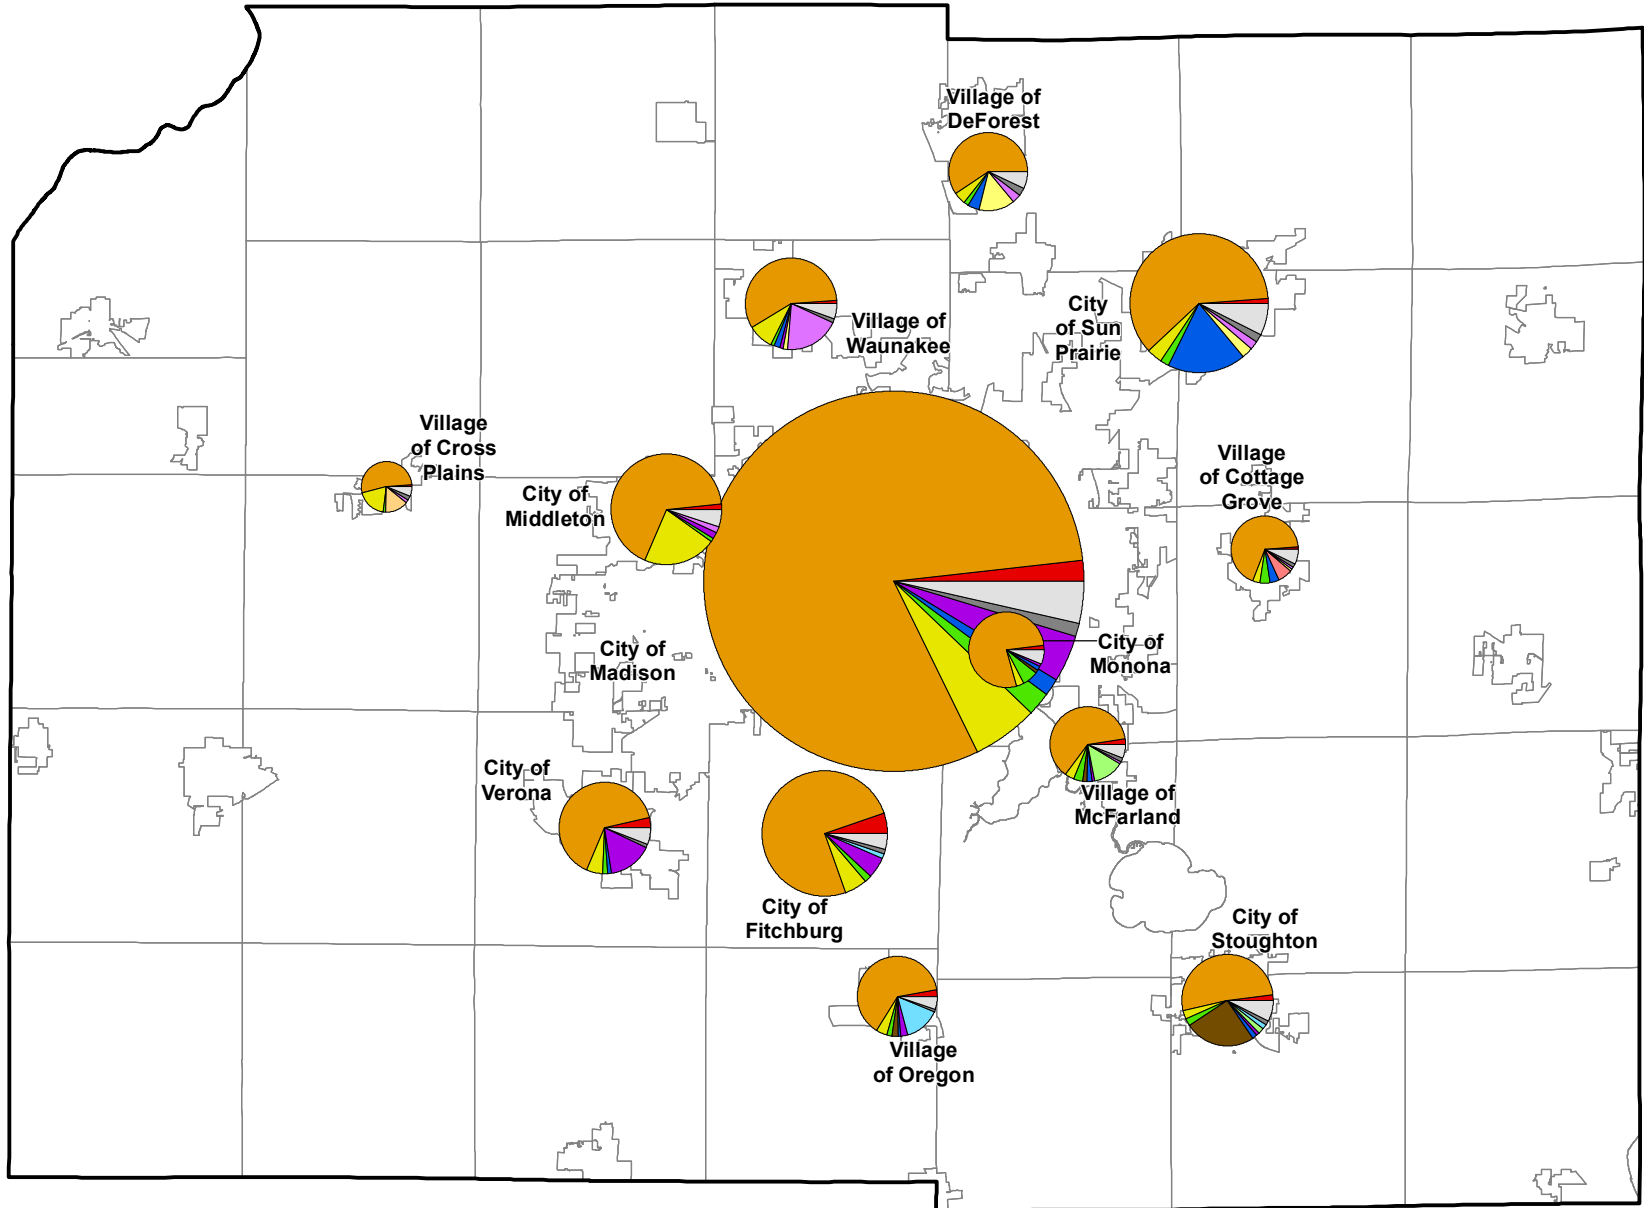 Village of
DeForest
City
of Sun
Prairie
Village of
Waunakee
Village
of Cross
Plains
Village
of Cottage
Grove
City of
Middleton
City of
Monona
City of
Madison
City of
Verona
Village of
McFarland
City of
Fitchburg
City of
Stoughton
Village
of Oregon